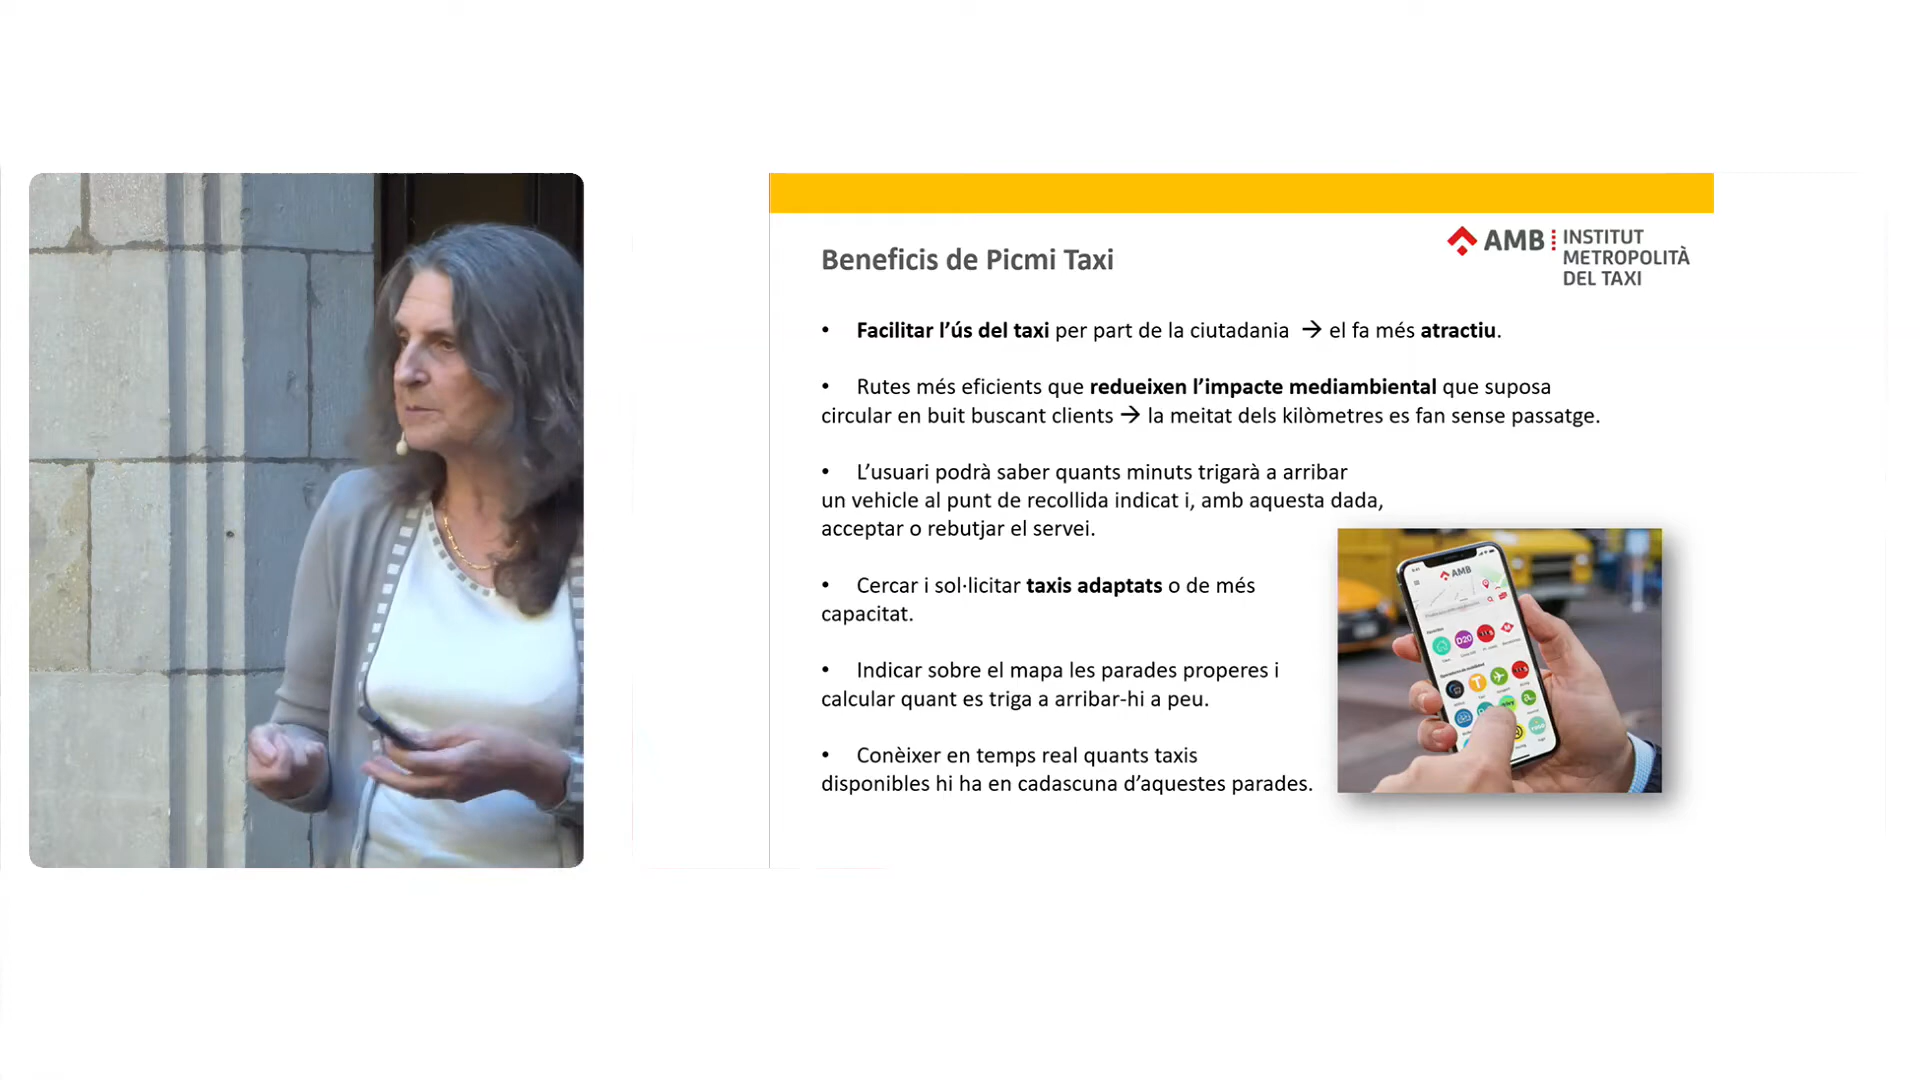 Beneficis de Picmi Taxi
AMB INSTITUT
METROPOLITÀ
DEL TAXI
• Facilitar l’ús del taxi per part de la ciutadania → el fa més atractiu.
• Rutes més eficients que redueixen l’impacte mediambiental que suposa
circular en buit buscant clients → la meitat dels kilòmetres es fan sense passatge.
• L’usuari podrà saber quants minuts trigarà a arribar
un vehicle al punt de recollida indicat i, amb aquesta dada,
acceptar o rebutjar el servei.
• Cercar i sol·licitar taxis adaptats o de més
capacitat.
• Indicar sobre el mapa les parades properes i
calcular quant es triga a arribar-hi a peu.
• Conèixer en temps real quants taxis
disponibles hi ha en cadascuna d’aquestes parades.
AMB
D20
T